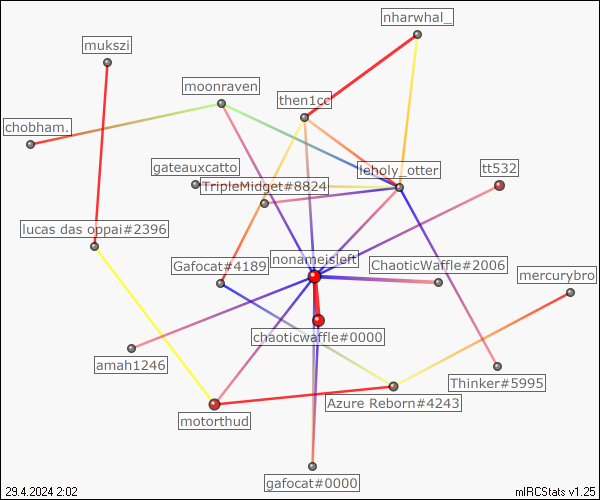 nharwhal_
mukszi
moonraven
then1cc
chobham.
gateauxcatto
leholy_otter
tt532
TripleMidget#8824
lucas das oppai#2396
nonameisleft
Gafocat#4189
ChaoticWaffle#2006
mercurybro
chaoticwaffle#0000
amah1246
Thinker#5995
Azure Reborn#4243
motorthud
gafocat#0000
29.4.2024 2:02
mIRCStats v1.25